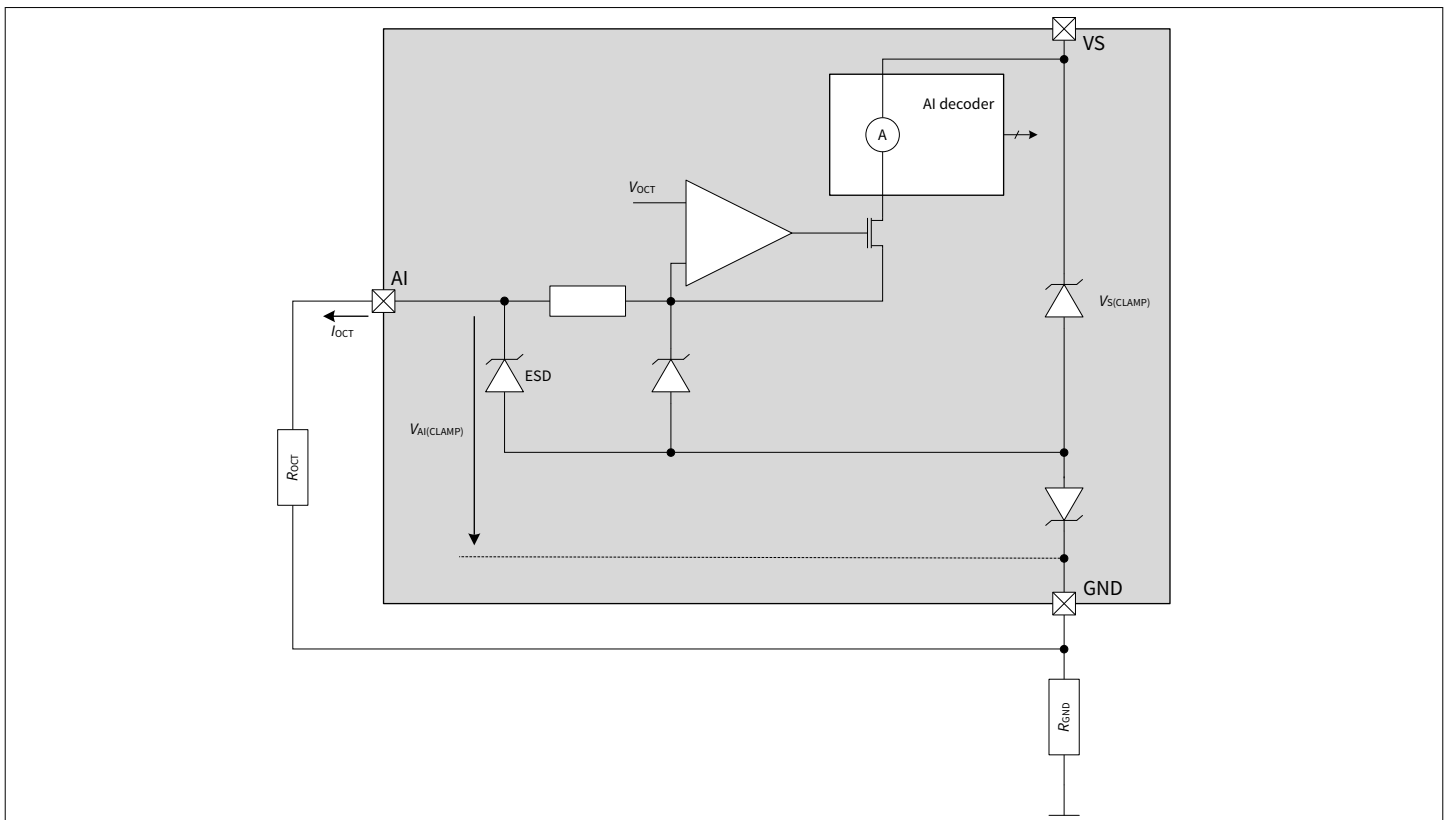 VS
AI decoder
A
VOCT
AI
IOCT
VS(CLAMP)
ESD
VAI(CLAMP)
ROCT
GND
RGND